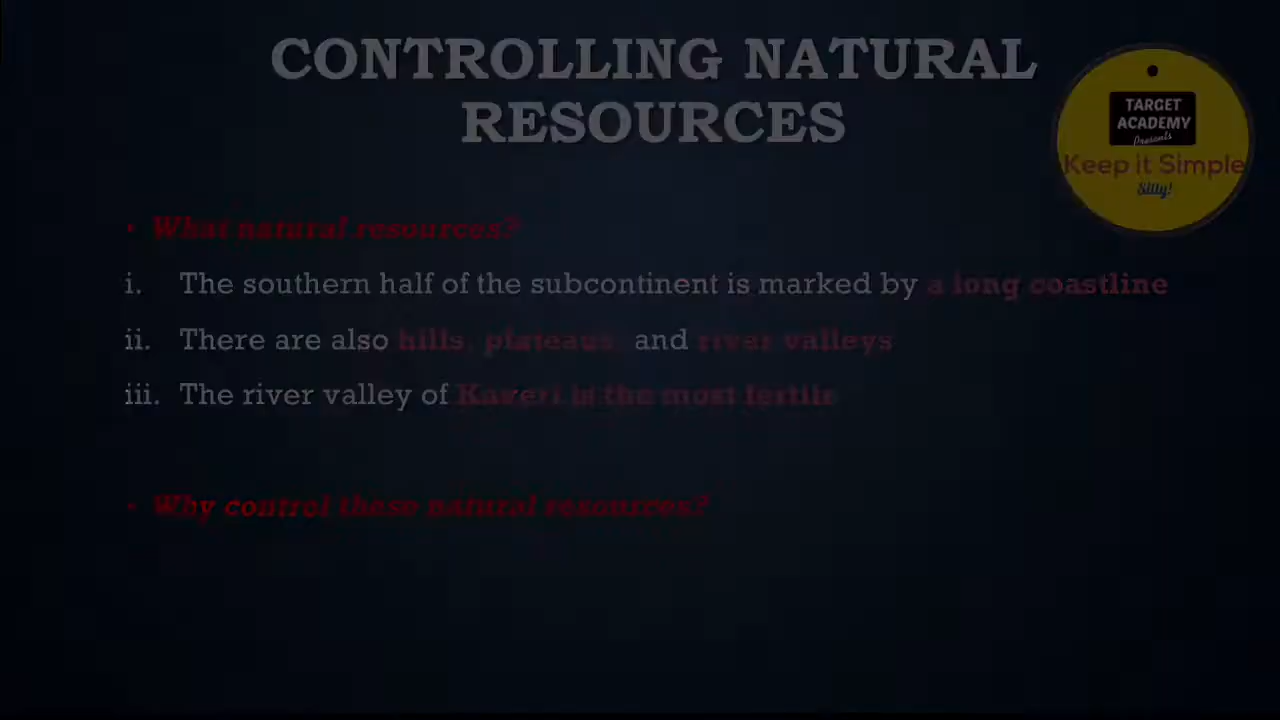 CONTROLLING NATURAL
RESOURCES
TARGET
ACADEMY
Presents
Keep it Simple
Silly!
• What natural resources?
i. The southern half of the subcontinent is marked by a long coastline
ii. There are also hills, plateaus, and river valleys
iii. The river valley of Kaveri is the most fertile
• Why control these natural resources?